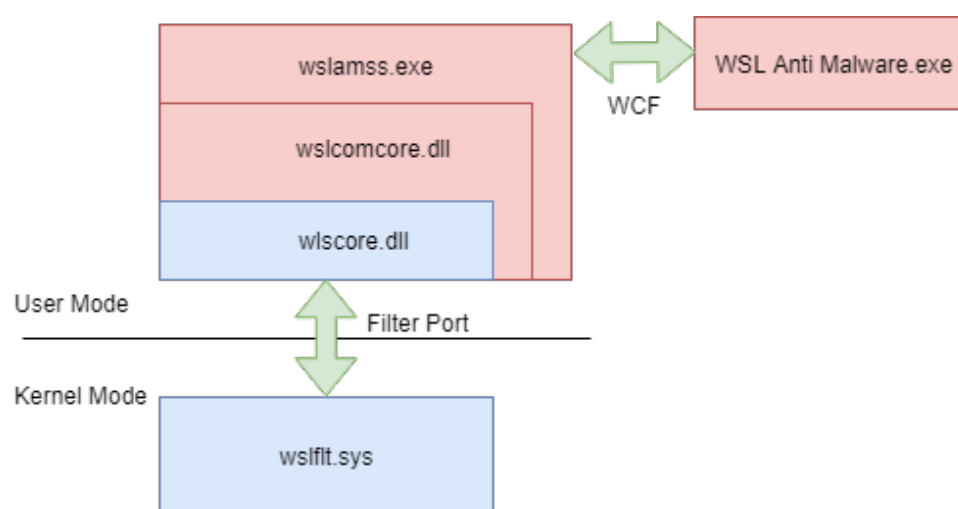 wslamss.exe
WSL Anti Malware.exe
WCF
wslcomcore.dll
wlscore.dll
User Mode
Filter Port
Kernel Mode
wslflt.sys